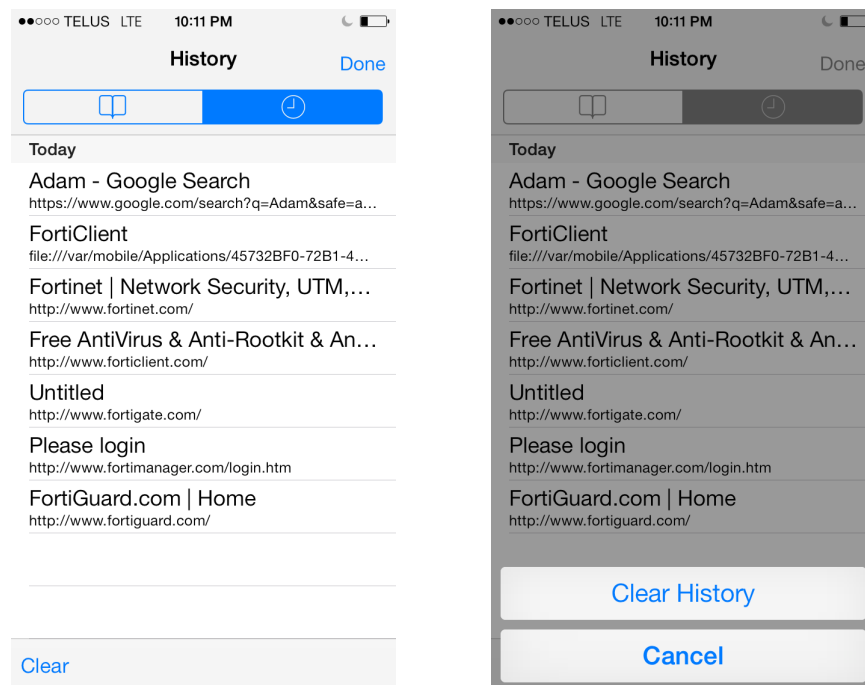 TELUS LTE 10:11 PM
History
Done
Today
Adam - Google Search
https://www.google.com/search?q=Adam&safe=a...
FortiClient
file:///var/mobile/Applications/45732BF0-72B1-4...
Fortinet | Network Security, UTM,...
http://www.fortinet.com/
Free AntiVirus & Anti-Rootkit & An...
http://www.forticlient.com/
Untitled
http://www.fortigate.com/
Please login
http://www.fortimanager.com/login.htm
FortiGuard.com | Home
http://www.fortiguard.com/
Clear
TELUS LTE 10:11 PM
History
Done
Today
Adam - Google Search
https://www.google.com/search?q=Adam&safe=a...
FortiClient
file:///var/mobile/Applications/45732BF0-72B1-4...
Fortinet | Network Security, UTM,...
http://www.fortinet.com/
Free AntiVirus & Anti-Rootkit & An...
http://www.forticlient.com/
Untitled
http://www.fortigate.com/
Please login
http://www.fortimanager.com/login.htm
FortiGuard.com | Home
http://www.fortiguard.com/
Clear History
Cancel